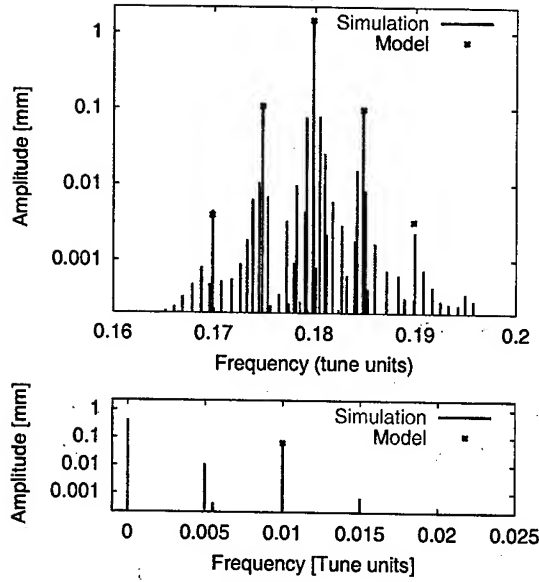 Simulation
Model
Amplitude [mm]
1
0.1
0.01
0.001
0.16
0.17
0.18
0.19
0.2
Frequency (tune units)
Simulation
Model
Amplitude [mm]
1
0.1
0.01
0.001
0
0.005
0.01
0.015
0.02
0.025
Frequency [Tune units]